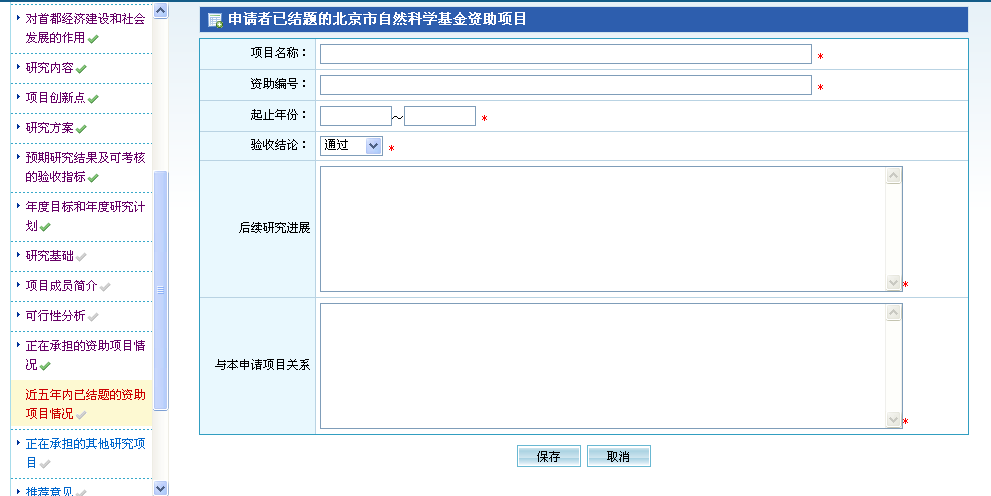 对首都经济建设和社会
发展的作用
研究内容
项目创新点
研究方案
预期研究结果及可考核
的验收指标
年度目标和年度研究计
划
研究基础
项目成员简介
可行性分析
正在承担的资助项目情
况
近五年内已结题的资助
项目情况
正在承担的其他研究项
目
推荐意见
申请者已结题的北京市自然科学基金资助项目
项目名称：
*
资助编号：
*
起止年份：
～
*
验收结论：
通过
*
后续研究进展
*
与本申请项目关系
*
保存
取消